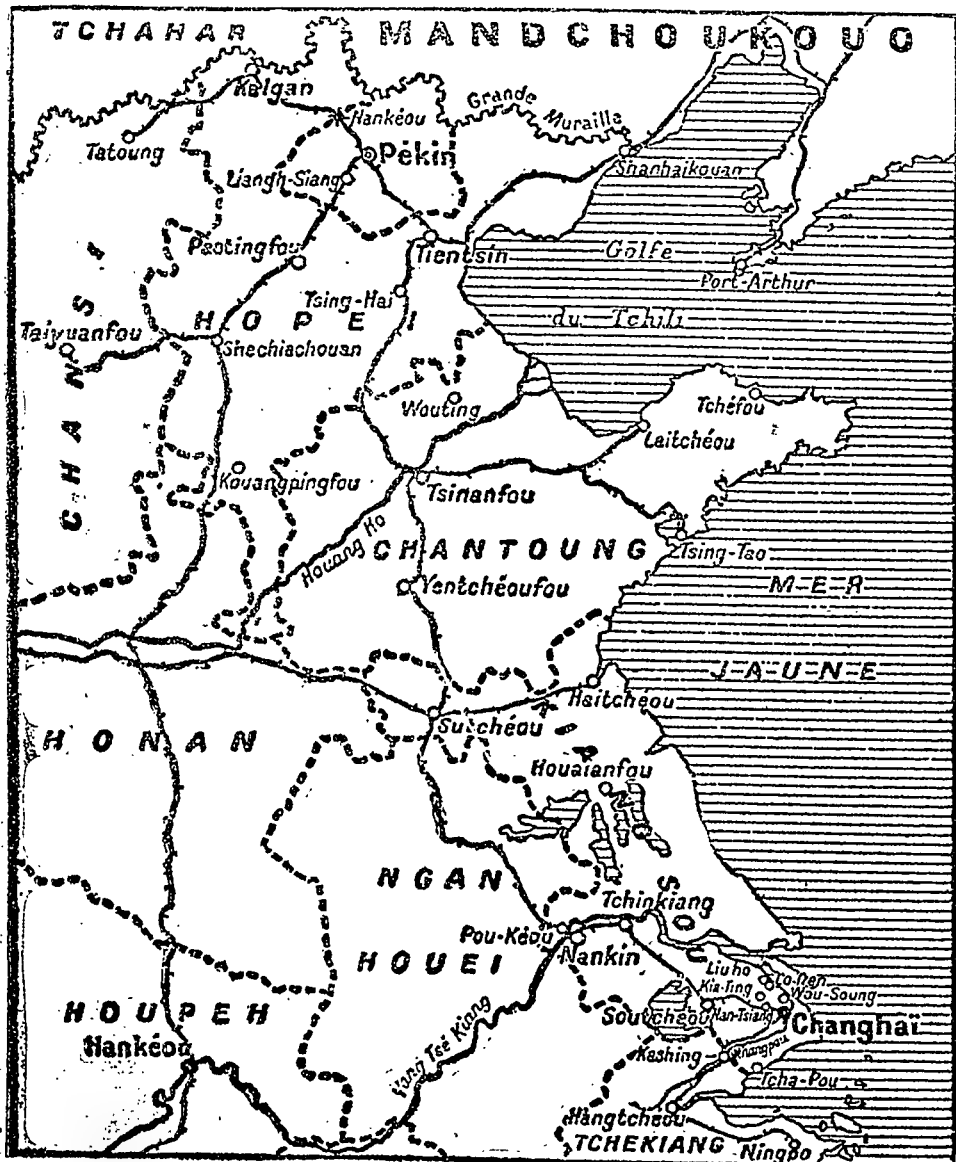 TCHAHAR
MANDCHOUKOUO
Kalgan
Hankéou
Grande
Muraille
Tatoung
Pékin
Shanhaikouan
Liangh-Siang
Paotingfou
Tientsin
Golfe
Port-Arthur
Tsing-Hai
du Tchili
HOPEI
Taiyuanfou
Shechiachouan
CHANSI
Wouting
Tchéfou
Laitchéou
Kouangpingfou
Tsinanfou
Houang Ho
CHANTOUNG
Tsing-Tao
Yentchéoufou
MER
JAUNE
Haitchéou
Sutchéou
HONAN
Houaianfou
NGAN
Tchinkiang
Pou-Kéou
Nankin
HOUEI
Liuho
Lo-Tien
Kia-Ting
Wou-Soung
HOUPEH
Soutchéou
Nan-Tsiang
Changhaï
Hankéou
Yang Tsé Kiang
Kashing
Whangpou
Tcha-Pou
Hangtchéou
TCHEKIANG
Ningpo